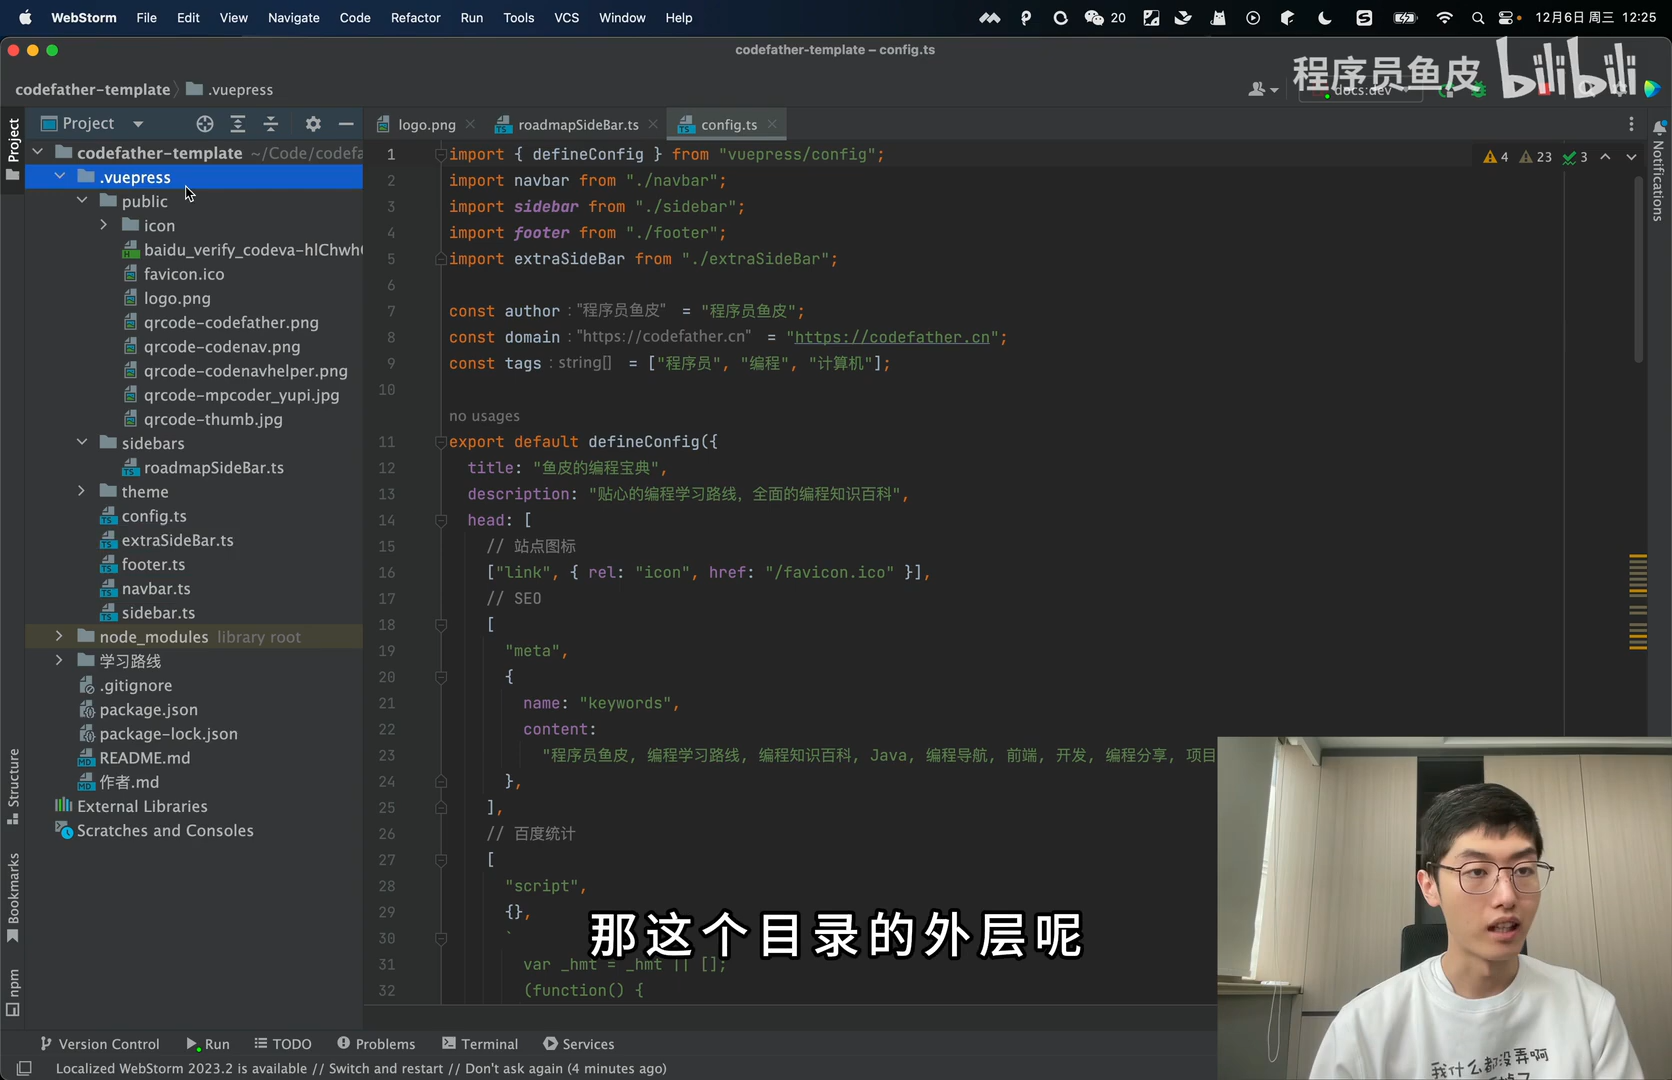 WebStorm File Edit View Navigate Code Refactor Run Tools VCS Window Help 20 12月6日 周三 12:25
codefather-template – config.ts
程序员鱼皮 bilibili
codefather-template .vuepress docs:dev
Project logo.png roadmapSideBar.ts config.ts
Project
Notifications
Structure
Bookmarks
npm
codefather-template ~/Code/codefa
.vuepress
public
icon
baidu_verify_codeva-hlChwh
favicon.ico
logo.png
qrcode-codefather.png
qrcode-codenav.png
qrcode-codenavhelper.png
qrcode-mpcoder_yupi.jpg
qrcode-thumb.jpg
sidebars
roadmapSideBar.ts
theme
config.ts
extraSideBar.ts
footer.ts
navbar.ts
sidebar.ts
node_modules library root
学习路线
.gitignore
package.json
package-lock.json
README.md
作者.md
External Libraries
Scratches and Consoles
4 23 3
1 import { defineConfig } from "vuepress/config";
2 import navbar from "./navbar";
3 import sidebar from "./sidebar";
4 import footer from "./footer";
5 import extraSideBar from "./extraSideBar";
6
7 const author : "程序员鱼皮" = "程序员鱼皮";
8 const domain : "https://codefather.cn" = "https://codefather.cn";
9 const tags : string[] = ["程序员", "编程", "计算机"];
10
no usages
11 export default defineConfig({
12 title: "鱼皮的编程宝典",
13 description: "贴心的编程学习路线，全面的编程知识百科",
14 head: [
15 // 站点图标
16 ["link", { rel: "icon", href: "/favicon.ico" }],
17 // SEO
18 [
19 "meta",
20 {
21 name: "keywords",
22 content:
23 "程序员鱼皮, 编程学习路线, 编程知识百科, Java, 编程导航, 前端, 开发, 编程分享, 项目
24 },
25 ],
26 // 百度统计
27 [
28 "script",
29 {},
30 `
31 var _hmt = _hmt || [];
32 (function() {
那这个目录的外层呢
我什么都没弄啊
Version Control Run TODO Problems Terminal Services
Localized WebStorm 2023.2 is available // Switch and restart // Don't ask again (4 minutes ago)